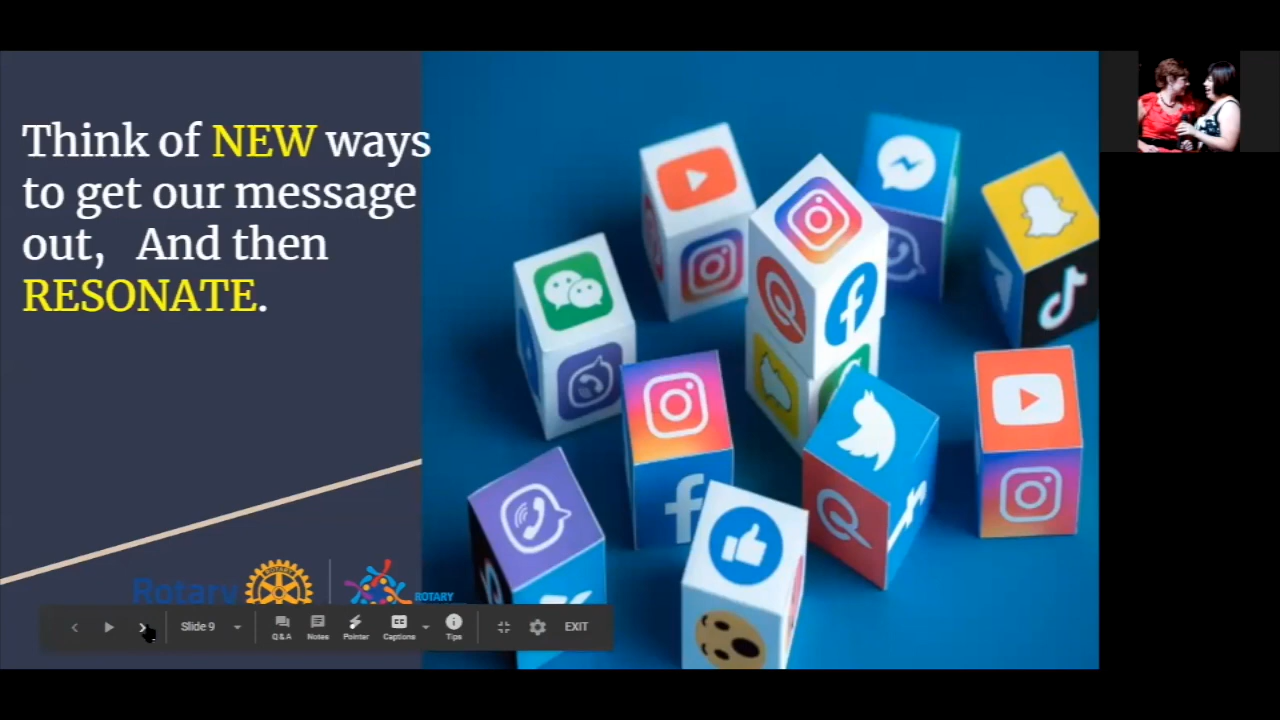 Think of NEW ways
to get our message
out, And then
RESONATE.
Rotary
ROTARY
Slide 9
Q&A
Notes
Pointer
Captions
Tips
EXIT